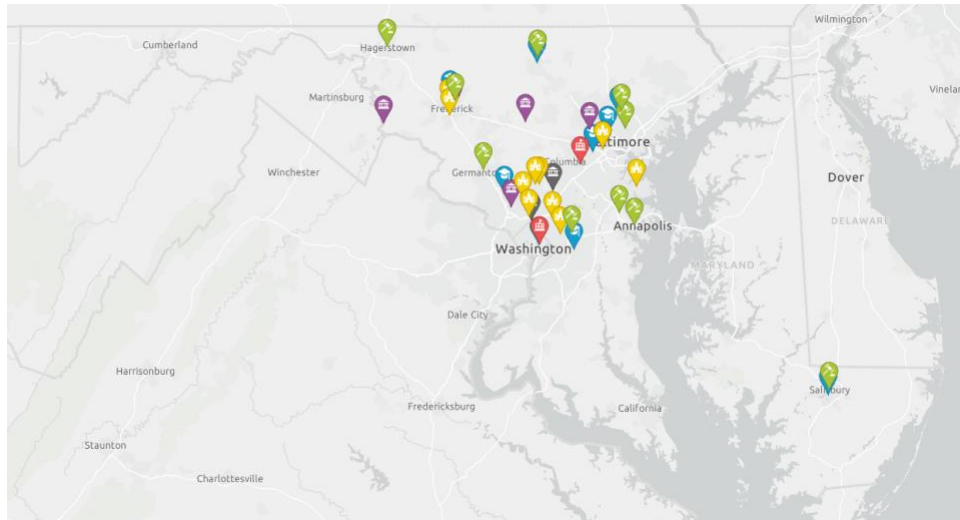 Wilmington
Cumberland
Hagerstown
Vinelan
Martinsburg
Frederick
Baltimore
Columbia
Germant
Winchester
Dover
DELAWARE
Annapolis
Washington
MARYLAND
Dale City
Harrisonburg
Salisbury
Fredericksburg
California
Staunton
Charlottesville